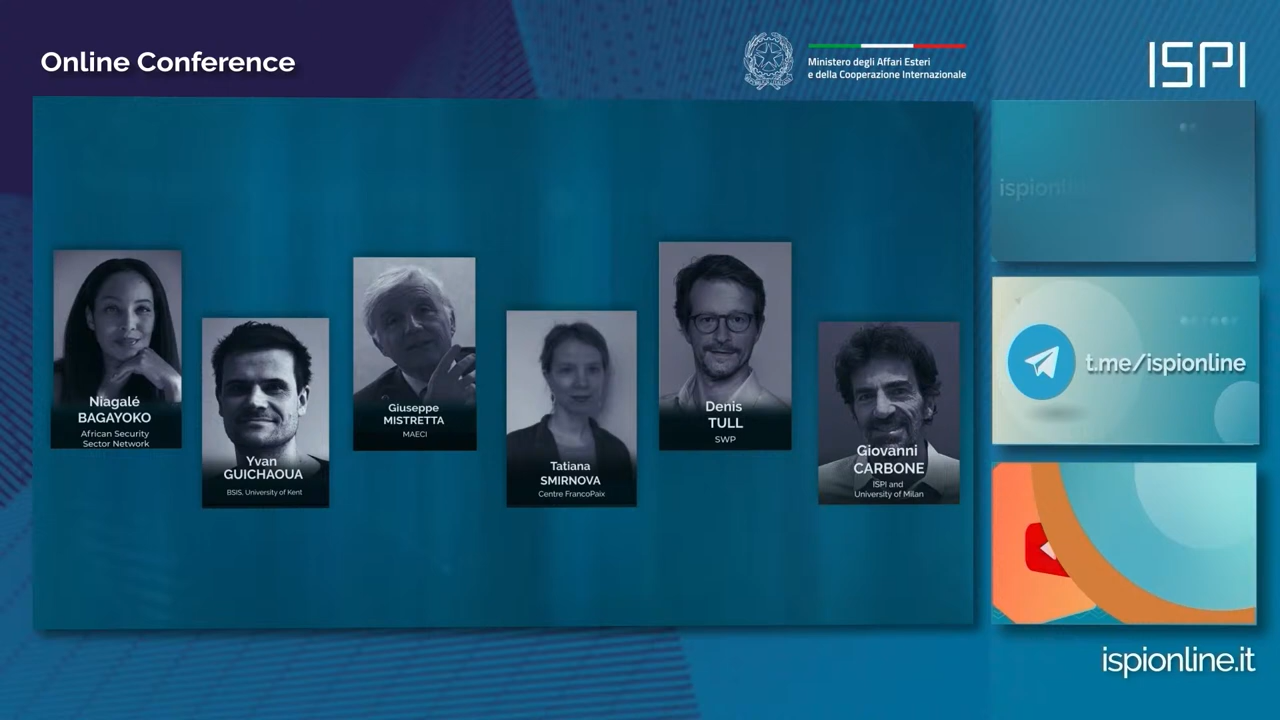 Online Conference
Ministero degli Affari Esteri
e della Cooperazione Internazionale
ISPI
Niagalé
BAGAYOKO
African Security
Sector Network
Yvan
GUICHAOUA
BSIS, University of Kent
Giuseppe
MISTRETTA
MAECI
Tatiana
SMIRNOVA
Centre FrancoPaix
Denis
TULL
SWP
Giovanni
CARBONE
ISPI and
University of Milan
t.me/ispionline
ispionline.it